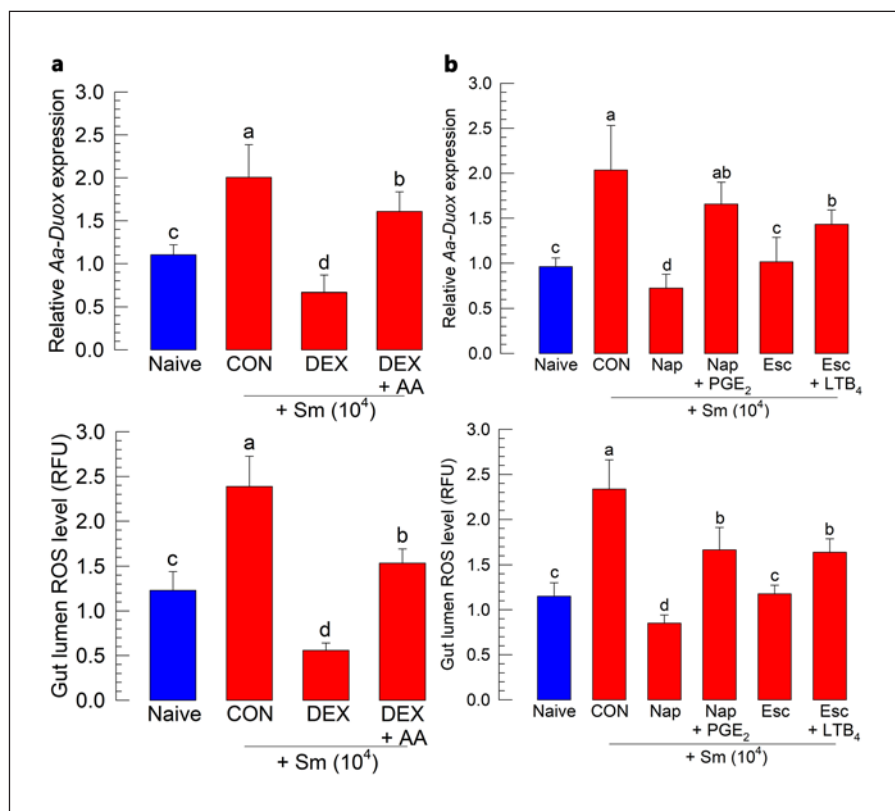 a
Relative Aa-Duox expression
3.0
2.5
2.0
1.5
1.0
0.5
0.0
c
a
d
b
Naive CON DEX DEX
+ AA
+ Sm (10⁴)
b
Relative Aa-Duox expression
3.0
2.5
2.0
1.5
1.0
0.5
0.0
c
a
d
ab
c
b
Naive CON Nap Nap Esc Esc
+ PGE₂ + LTB₄
+ Sm (10⁴)
Gut lumen ROS level (RFU)
3.0
2.5
2.0
1.5
1.0
0.5
0.0
c
a
d
b
Naive CON DEX DEX
+ AA
+ Sm (10⁴)
Gut lumen ROS level (RFU)
3.0
2.5
2.0
1.5
1.0
0.5
0.0
c
a
d
b
c
b
Naive CON Nap Nap Esc Esc
+ PGE₂ + LTB₄
+ Sm (10⁴)